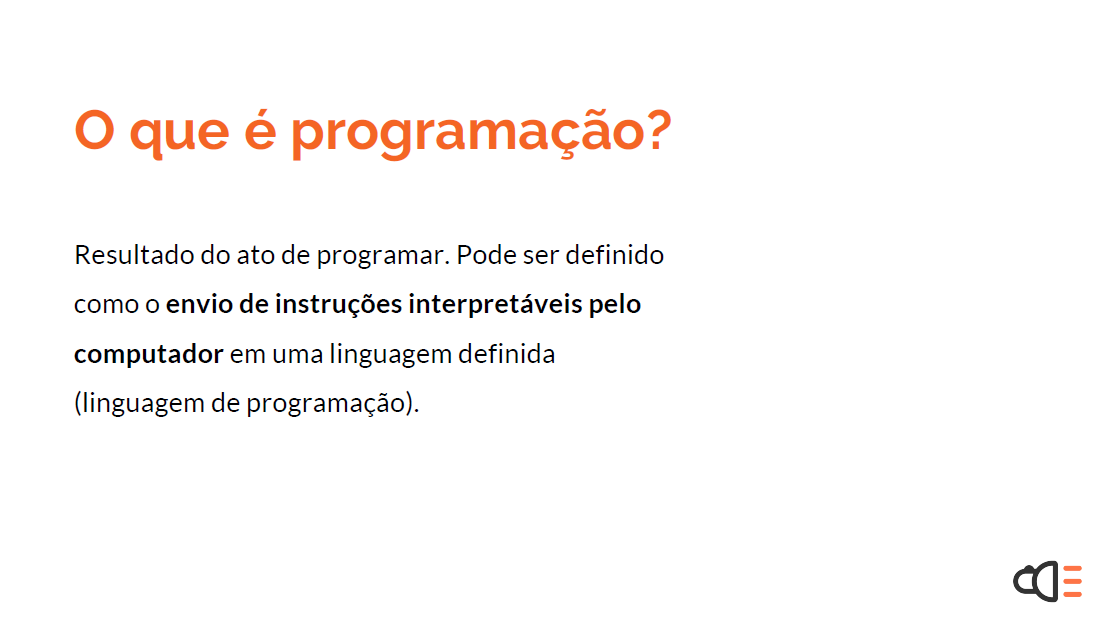 O que é programação?
Resultado do ato de programar. Pode ser definido
como o envio de instruções interpretáveis pelo
computador em uma linguagem definida
(linguagem de programação).